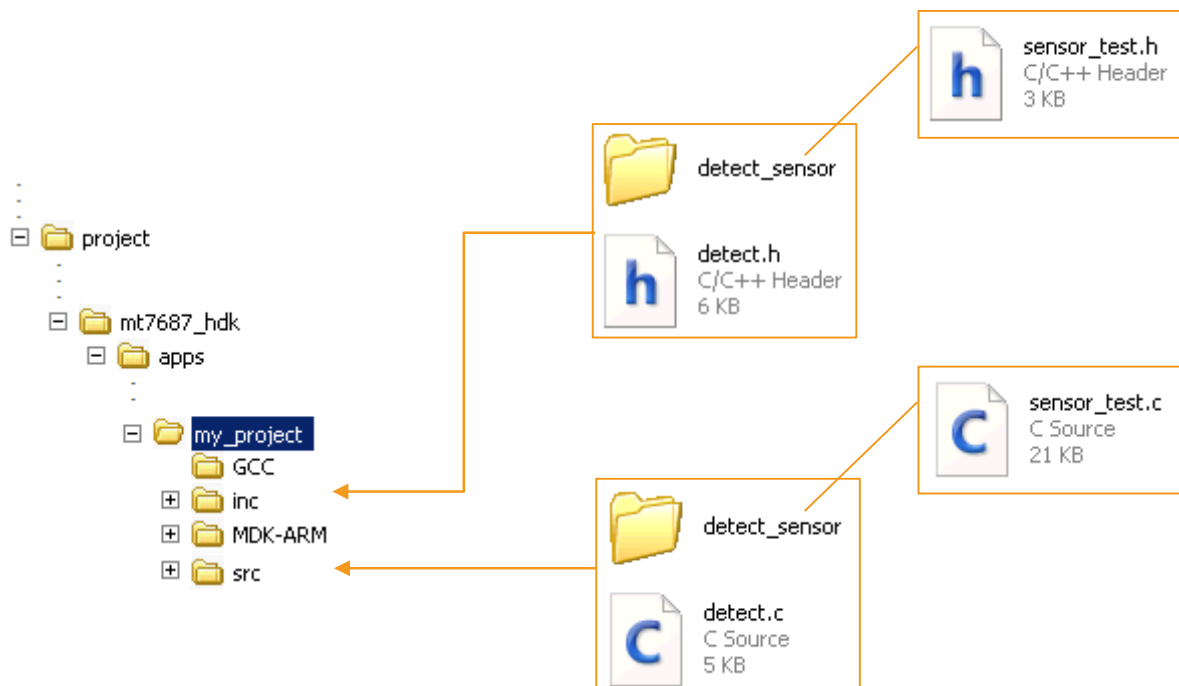 project
mt7687_hdk
apps
my_project
GCC
inc
MDK-ARM
src
detect_sensor
h
detect.h
C/C++ Header
6 KB
h
sensor_test.h
C/C++ Header
3 KB
detect_sensor
C
detect.c
C Source
5 KB
C
sensor_test.c
C Source
21 KB